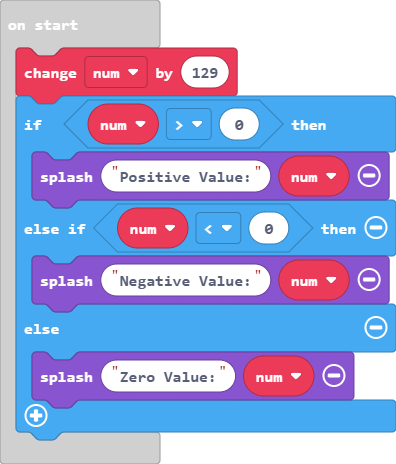 on start
change num by 129
if num > 0 then
splash "Positive Value:" num
else if num < 0 then
splash "Negative Value:" num
else
splash "Zero Value:" num